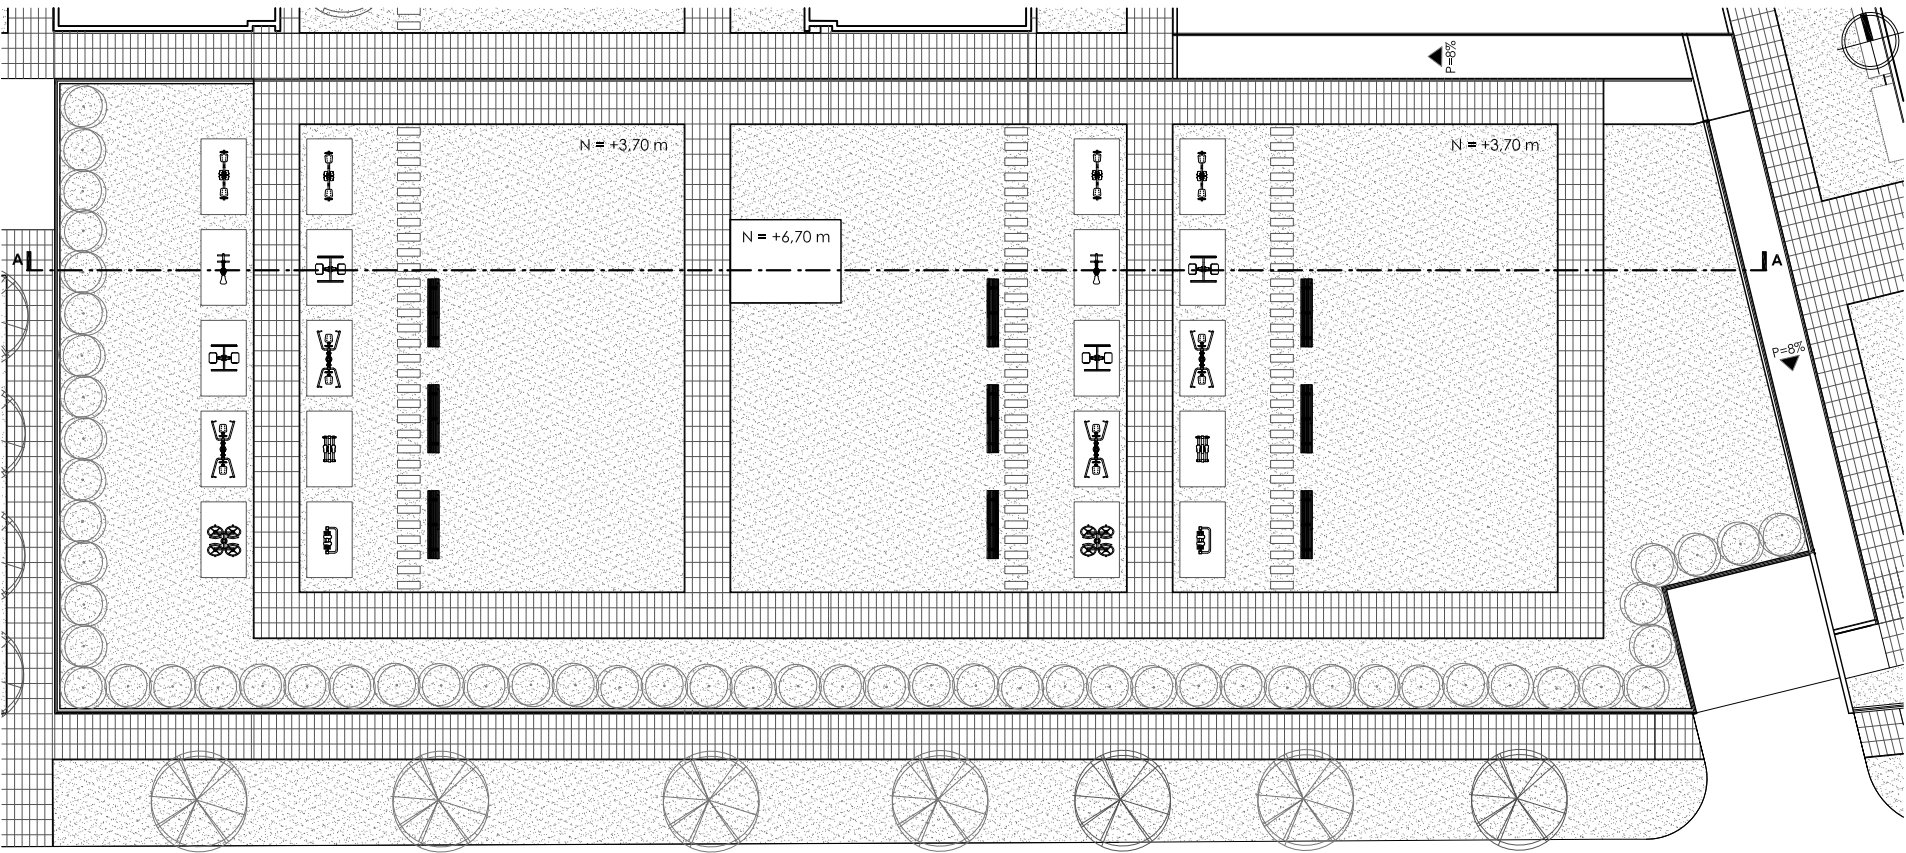 P=8%
N = +3,70 m
N = +3,70 m
N = +6,70 m
A
A
P=8%